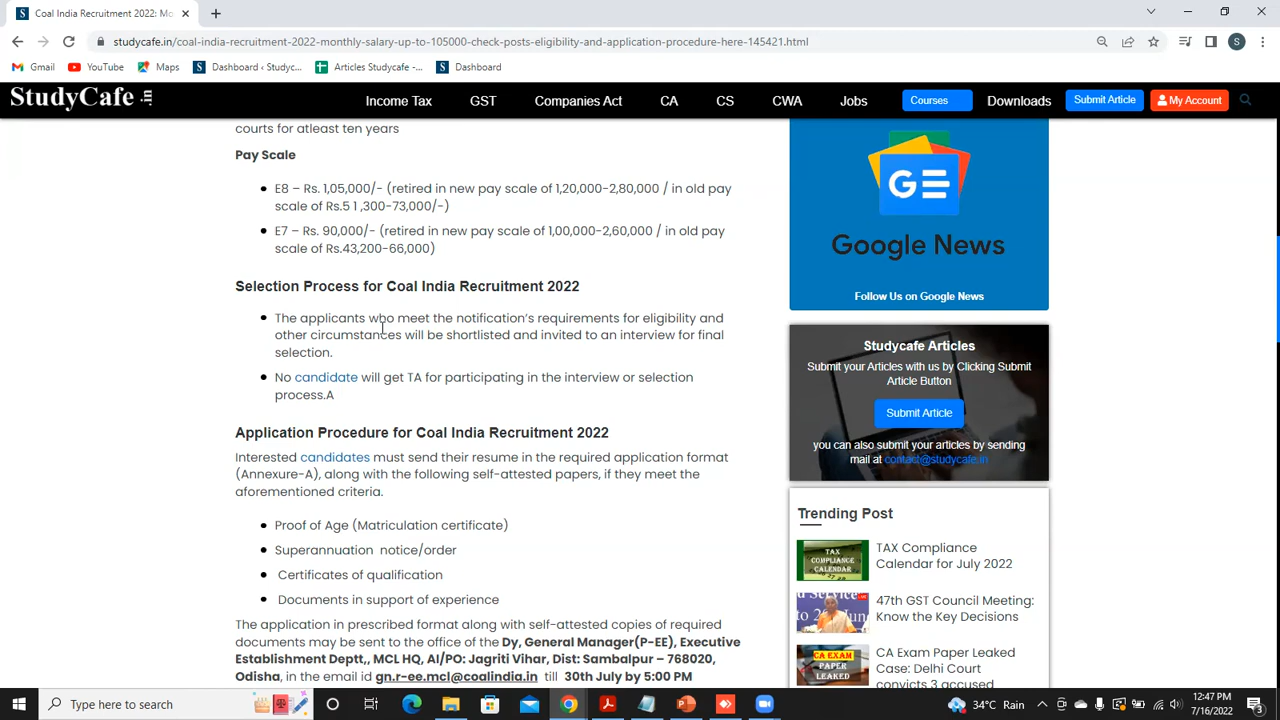 Coal India Recruitment 2022: Mo
studycafe.in/coal-india-recruitment-2022-monthly-salary-up-to-105000-check-posts-eligibility-and-application-procedure-here-145421.html
S
Gmail
YouTube
Maps
Dashboard ‹ Studyc...
Articles Studycafe -...
Dashboard
StudyCafe
Income Tax
GST
Companies Act
CA
CS
CWA
Jobs
Courses
Downloads
Submit Article
My Account
courts for atleast ten years
Pay Scale
E8 – Rs. 1,05,000/- (retired in new pay scale of 1,20,000-2,80,000 / in old pay
scale of Rs.5 1 ,300-73,000/-)
E7 – Rs. 90,000/- (retired in new pay scale of 1,00,000-2,60,000 / in old pay
scale of Rs.43,200-66,000)
Selection Process for Coal India Recruitment 2022
The applicants who meet the notification's requirements for eligibility and
other circumstances will be shortlisted and invited to an interview for final
selection.
No candidate will get TA for participating in the interview or selection
process.A
Application Procedure for Coal India Recruitment 2022
Interested candidates must send their resume in the required application format
(Annexure-A), along with the following self-attested papers, if they meet the
aforementioned criteria.
Proof of Age (Matriculation certificate)
Superannuation notice/order
Certificates of qualification
Documents in support of experience
The application in prescribed format along with self-attested copies of required
documents may be sent to the office of the Dy, General Manager(P-EE), Executive
Establishment Deptt,, MCL HQ, Al/PO: Jagriti Vihar, Dist: Sambalpur – 768020,
Odisha, in the email id gn.r-ee.mcl@coalindia.in till 30th July by 5:00 PM
GE
Google News
Follow Us on Google News
Studycafe Articles
Submit your Articles with us by Clicking Submit
Article Button
Submit Article
you can also submit your articles by sending
mail at contact@studycafe.in
Trending Post
TAX
COMPLIANCE
CALENDER
TAX Compliance
Calendar for July 2022
47th GST Council Meeting:
Know the Key Decisions
CA EXAM
PAPER
LEAKED
CA Exam Paper Leaked
Case: Delhi Court
convicts 3 accused
Type here to search
34°C Rain
12:47 PM
7/16/2022
3